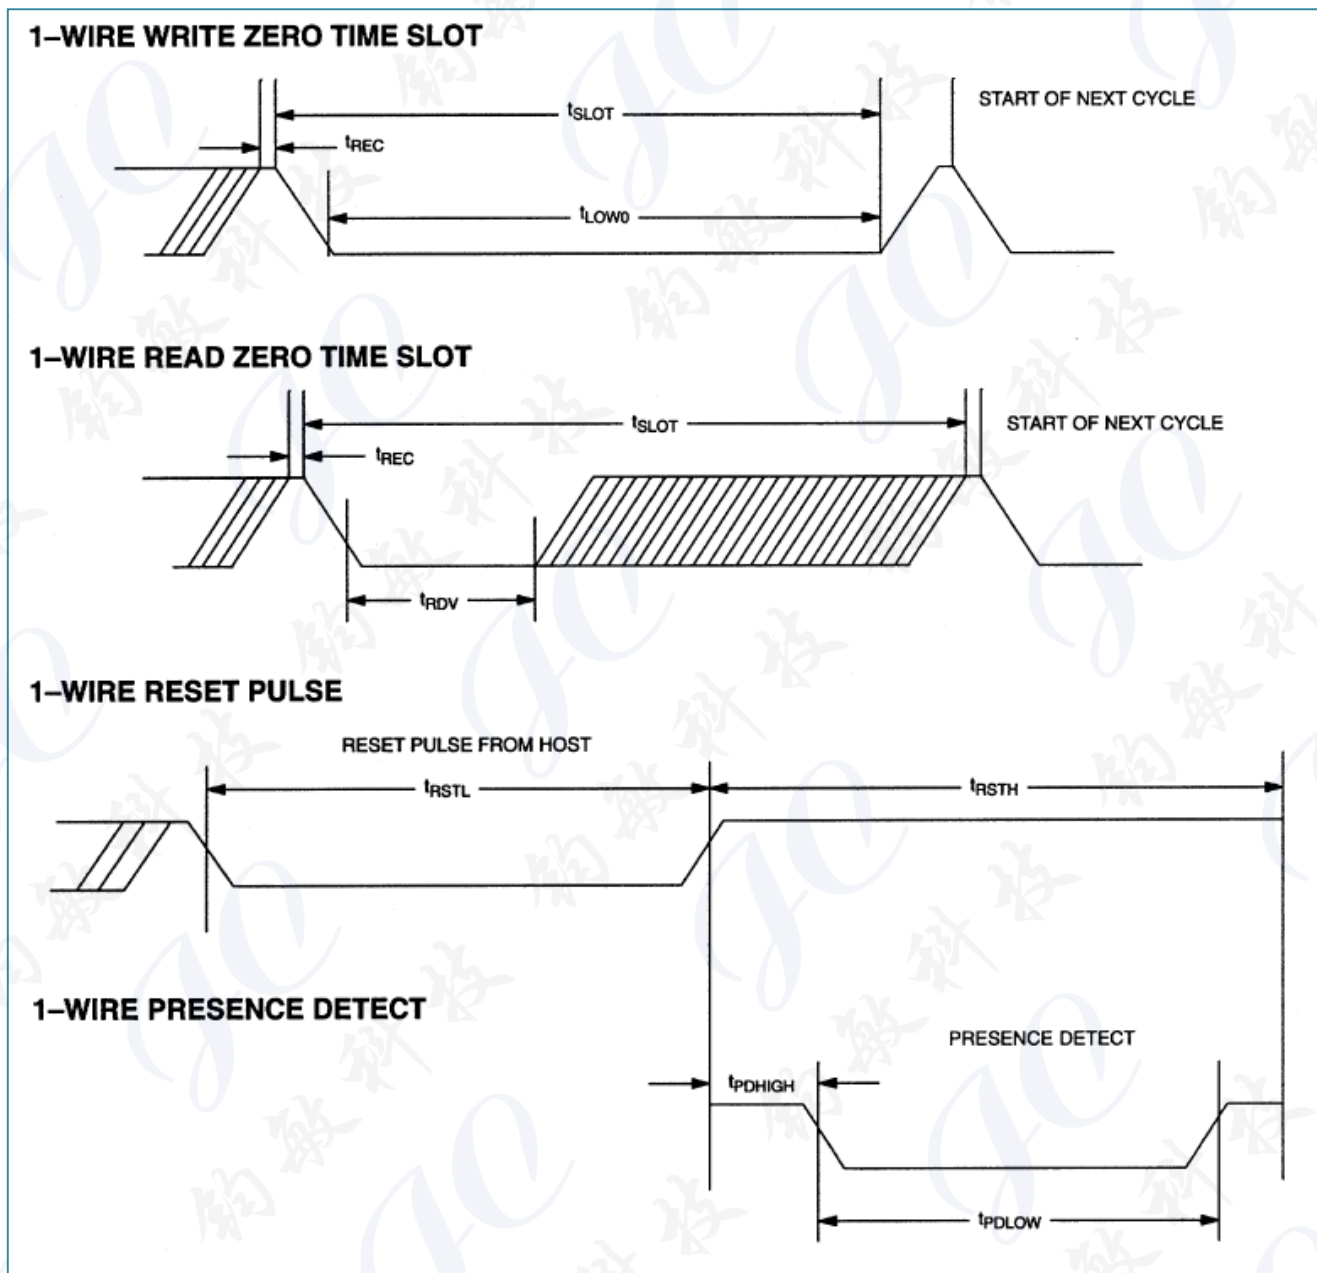 1–WIRE WRITE ZERO TIME SLOT
tSLOT
START OF NEXT CYCLE
tREC
tLOW0
1–WIRE READ ZERO TIME SLOT
tSLOT
START OF NEXT CYCLE
tREC
tRDV
1–WIRE RESET PULSE
RESET PULSE FROM HOST
tRSTL
tRSTH
1–WIRE PRESENCE DETECT
PRESENCE DETECT
tPDHIGH
tPDLOW